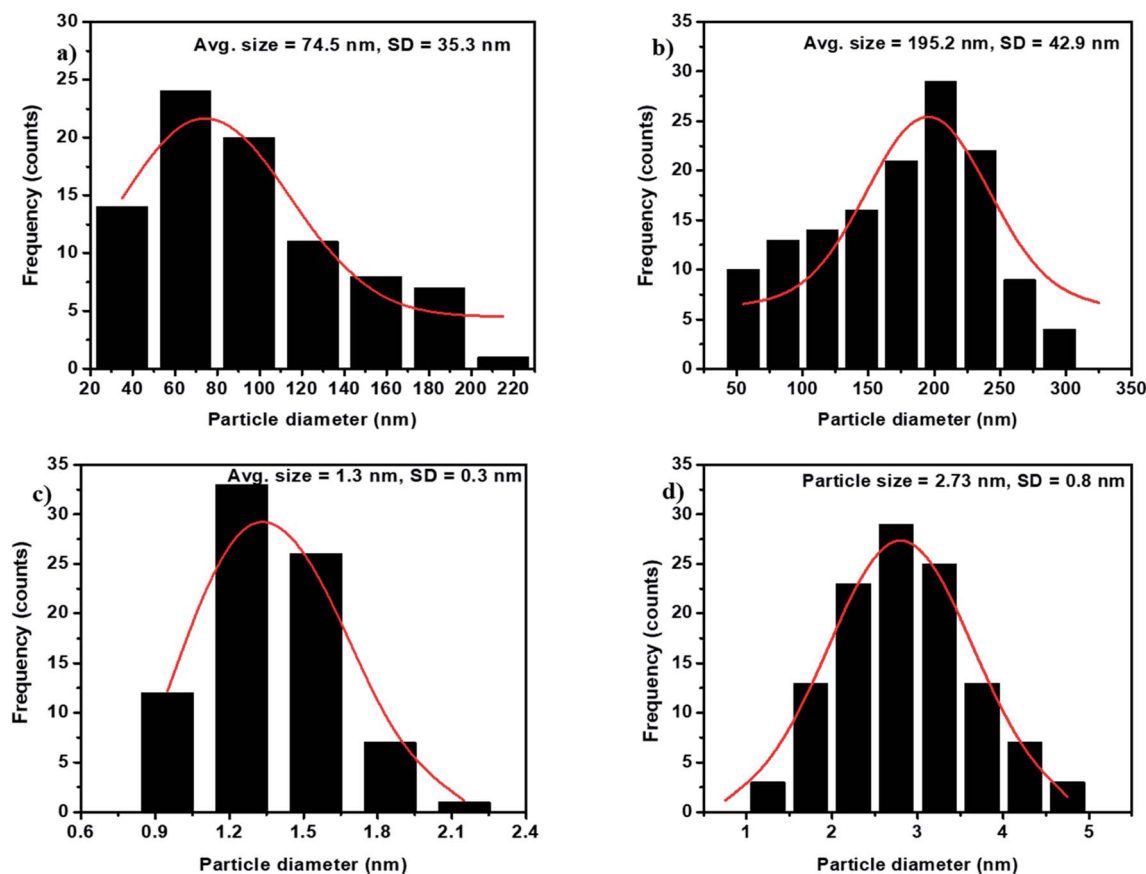 a)
Avg. size = 74.5 nm, SD = 35.3 nm
Frequency (counts)
30
25
20
15
10
5
0
20 40 60 80 100 120 140 160 180 200 220
Particle diameter (nm)
b)
Avg. size = 195.2 nm, SD = 42.9 nm
Frequency (counts)
35
30
25
20
15
10
5
0
50 100 150 200 250 300 350
Particle diameter (nm)
c)
Avg. size = 1.3 nm, SD = 0.3 nm
Frequency (counts)
35
30
25
20
15
10
5
0
0.6 0.9 1.2 1.5 1.8 2.1 2.4
Particle diameter (nm)
d)
Particle size = 2.73 nm, SD = 0.8 nm
Frequency (counts)
35
30
25
20
15
10
5
0
1 2 3 4 5
Particle diameter (nm)